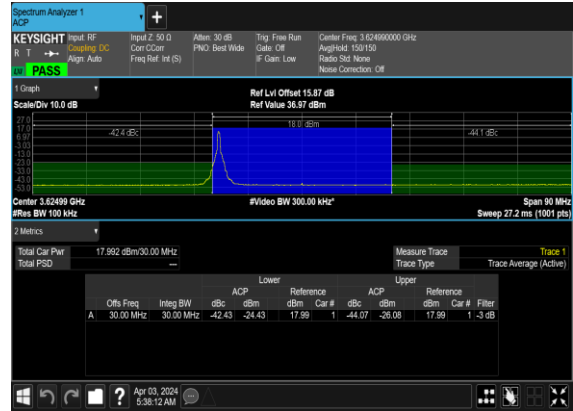 Spectrum Analyzer 1
ACP
KEYSIGHT
R T
PASS
Input: RF
Coupling: DC
Align: Auto
Input Z: 50 Ω
Corr CCorr
Freq Ref: Int (S)
Atten: 30 dB
PNO: Best Wide
Trig: Free Run
Gate: Off
IF Gain: Low
Center Freq: 3.624990000 GHz
Avg|Hold: 150/150
Radio Std: None
Noise Correction: Off
1 Graph
Scale/Div 10.0 dB
Ref Lvl Offset 15.87 dB
Ref Value 36.97 dBm
27.0
17.0
6.97
-3.03
-13.0
-23.0
-33.0
-43.0
-53.0
-42.4 dBc
18.0 dBm
-44.1 dBc
Center 3.62499 GHz
#Res BW 100 kHz
#Video BW 300.00 kHz*
Span 90 MHz
Sweep 27.2 ms (1001 pts)
2 Metrics
Total Car Pwr 17.992 dBm/30.00 MHz
Total PSD ---
Measure Trace Trace 1
Trace Type Trace Average (Active)
Lower Upper
ACP Reference ACP Reference
Offs Freq Integ BW dBc dBm dBm Car # dBc dBm dBm Car # Filter
A 30.00 MHz 30.00 MHz -42.43 -24.43 17.99 1 -44.07 -26.08 17.99 1 -3 dB
Apr 03, 2024
5:38:12 AM